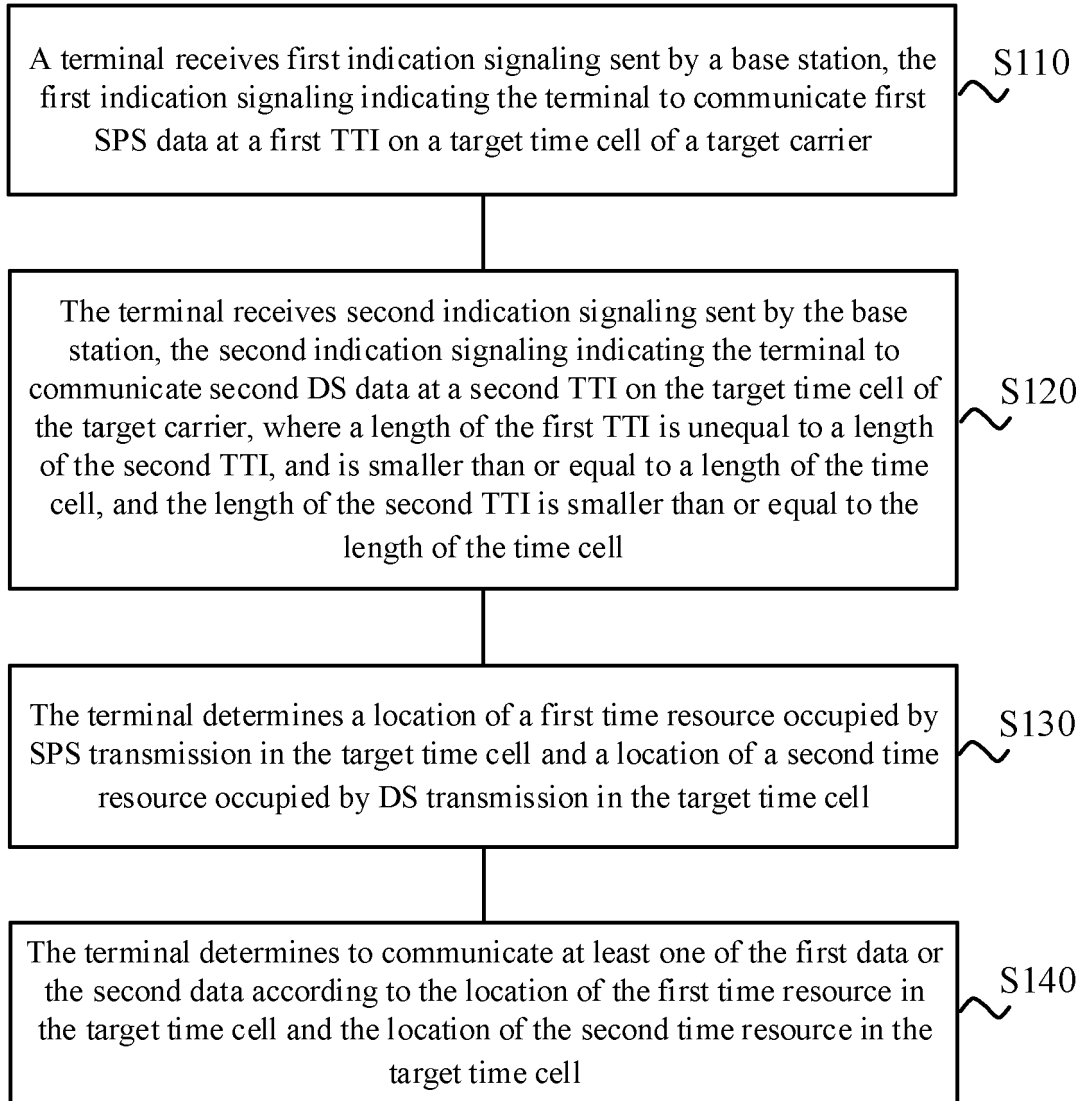 A terminal receives first indication signaling sent by a base station, the
first indication signaling indicating the terminal to communicate first
SPS data at a first TTI on a target time cell of a target carrier
S110
The terminal receives second indication signaling sent by the base
station, the second indication signaling indicating the terminal to
communicate second DS data at a second TTI on the target time cell of
the target carrier, where a length of the first TTI is unequal to a length
of the second TTI, and is smaller than or equal to a length of the time
cell, and the length of the second TTI is smaller than or equal to the
length of the time cell
S120
The terminal determines a location of a first time resource occupied by
SPS transmission in the target time cell and a location of a second time
resource occupied by DS transmission in the target time cell
S130
The terminal determines to communicate at least one of the first data or
the second data according to the location of the first time resource in
the target time cell and the location of the second time resource in the
target time cell
S140